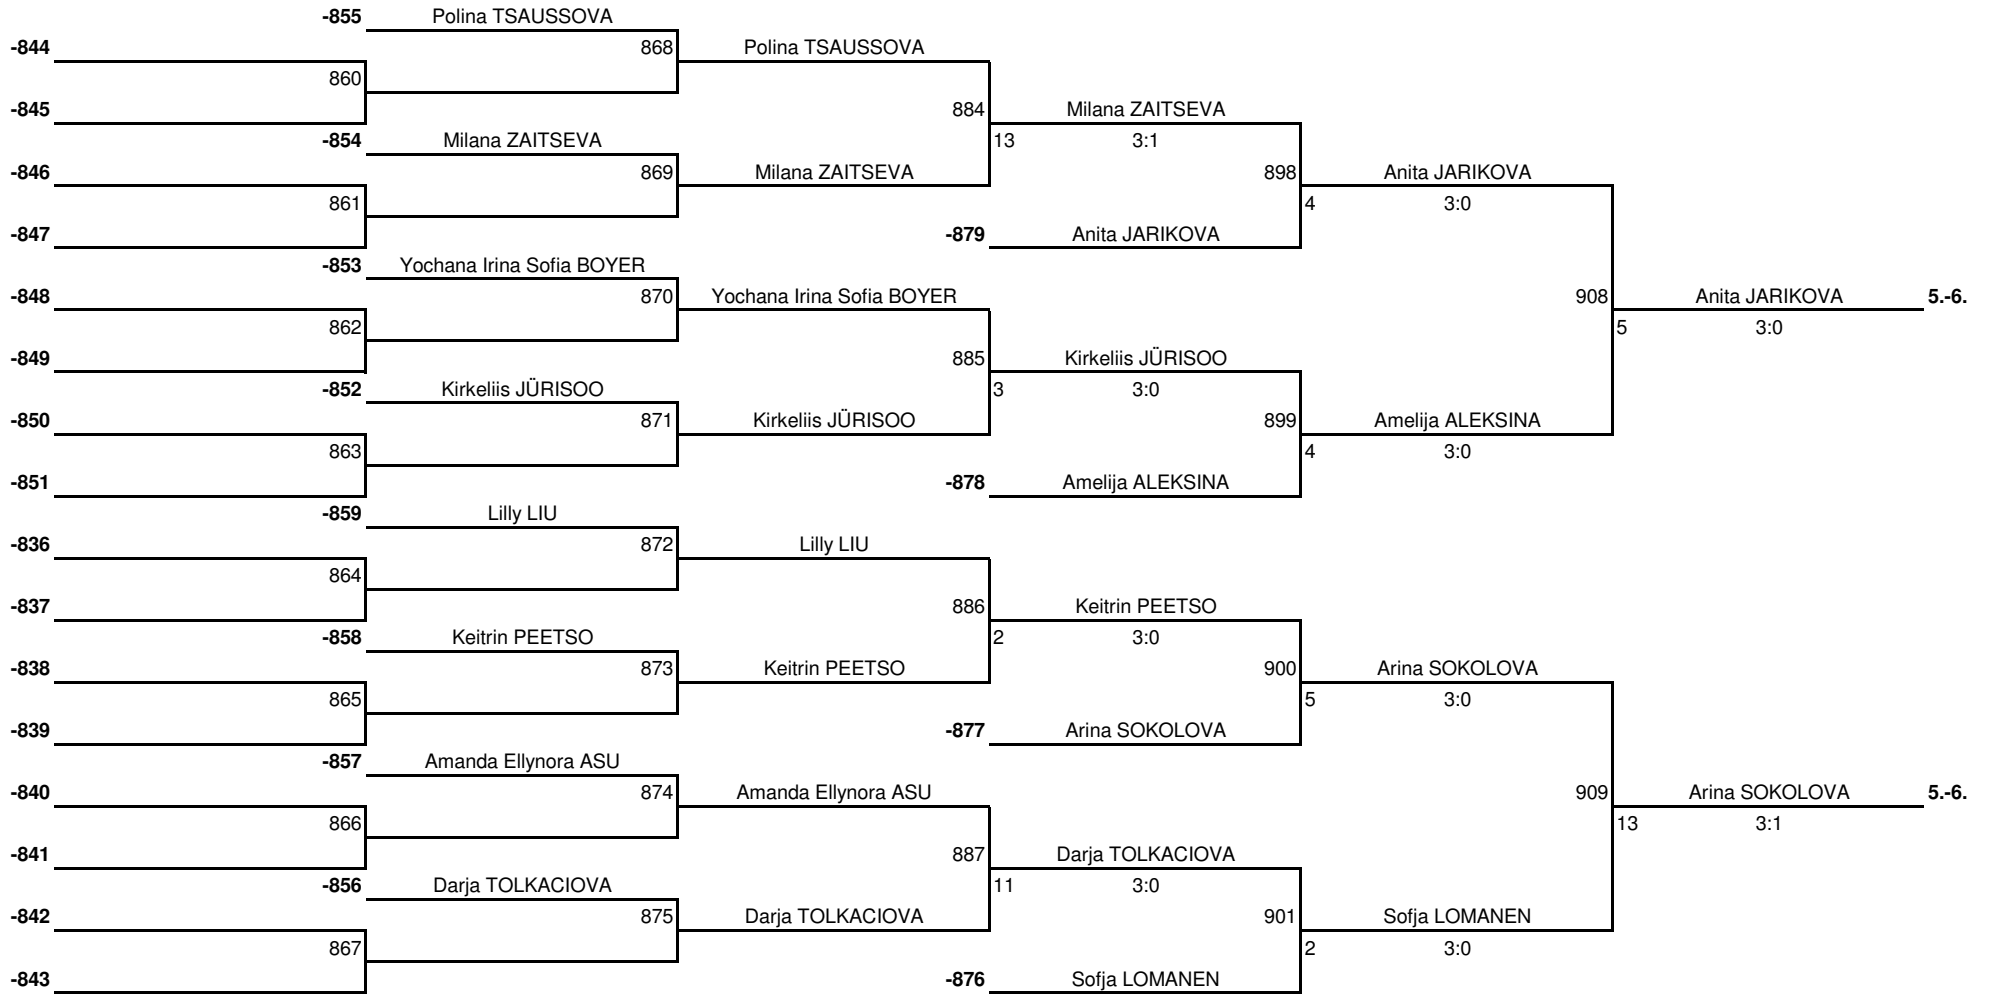 -855 Polina TSAUSSOVA
-844 868 Polina TSAUSSOVA
860
-845 884 Milana ZAITSEVA
-854 Milana ZAITSEVA 13 3:1
-846 869 Milana ZAITSEVA 898 Anita JARIKOVA
861 4 3:0
-847 -879 Anita JARIKOVA
-853 Yochana Irina Sofia BOYER
-848 870 Yochana Irina Sofia BOYER 908 Anita JARIKOVA 5.-6.
862 5 3:0
-849 885 Kirkeliis JÜRISOO
-852 Kirkeliis JÜRISOO 3 3:0
-850 871 Kirkeliis JÜRISOO 899 Amelija ALEKSINA
863 4 3:0
-851 -878 Amelija ALEKSINA
-859 Lilly LIU
-836 872 Lilly LIU
864
-837 886 Keitrin PEETSO
-858 Keitrin PEETSO 2 3:0
-838 873 Keitrin PEETSO 900 Arina SOKOLOVA
865 5 3:0
-839 -877 Arina SOKOLOVA
-857 Amanda Ellynora ASU
-840 874 Amanda Ellynora ASU 909 Arina SOKOLOVA 5.-6.
866 13 3:1
-841 887 Darja TOLKACIOVA
-856 Darja TOLKACIOVA 11 3:0
-842 875 Darja TOLKACIOVA 901 Sofja LOMANEN
867 2 3:0
-843 -876 Sofja LOMANEN